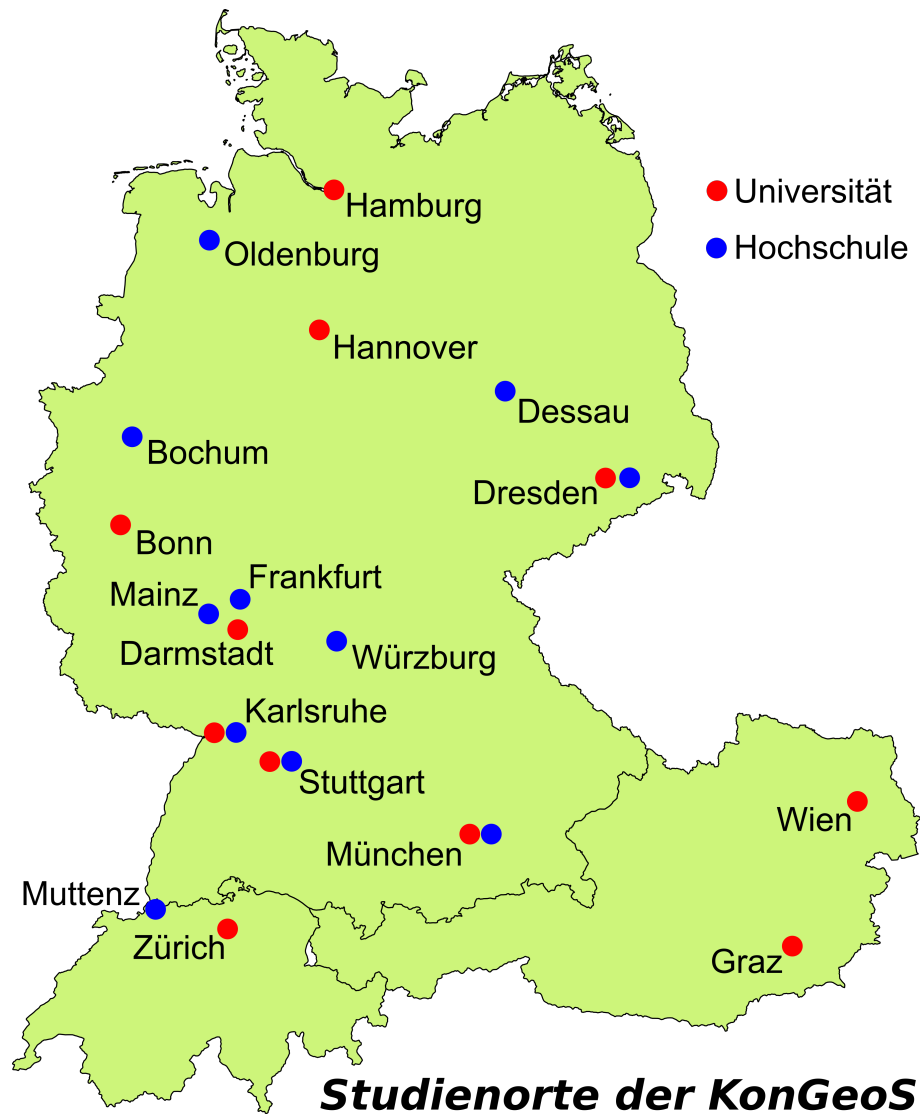 Universität
Hamburg
Hochschule
Oldenburg
Hannover
Dessau
Bochum
Dresden
Bonn
Frankfurt
Mainz
Darmstadt
Würzburg
Karlsruhe
Stuttgart
Wien
München
Muttenz
Zürich
Graz
Studienorte der KonGeoS